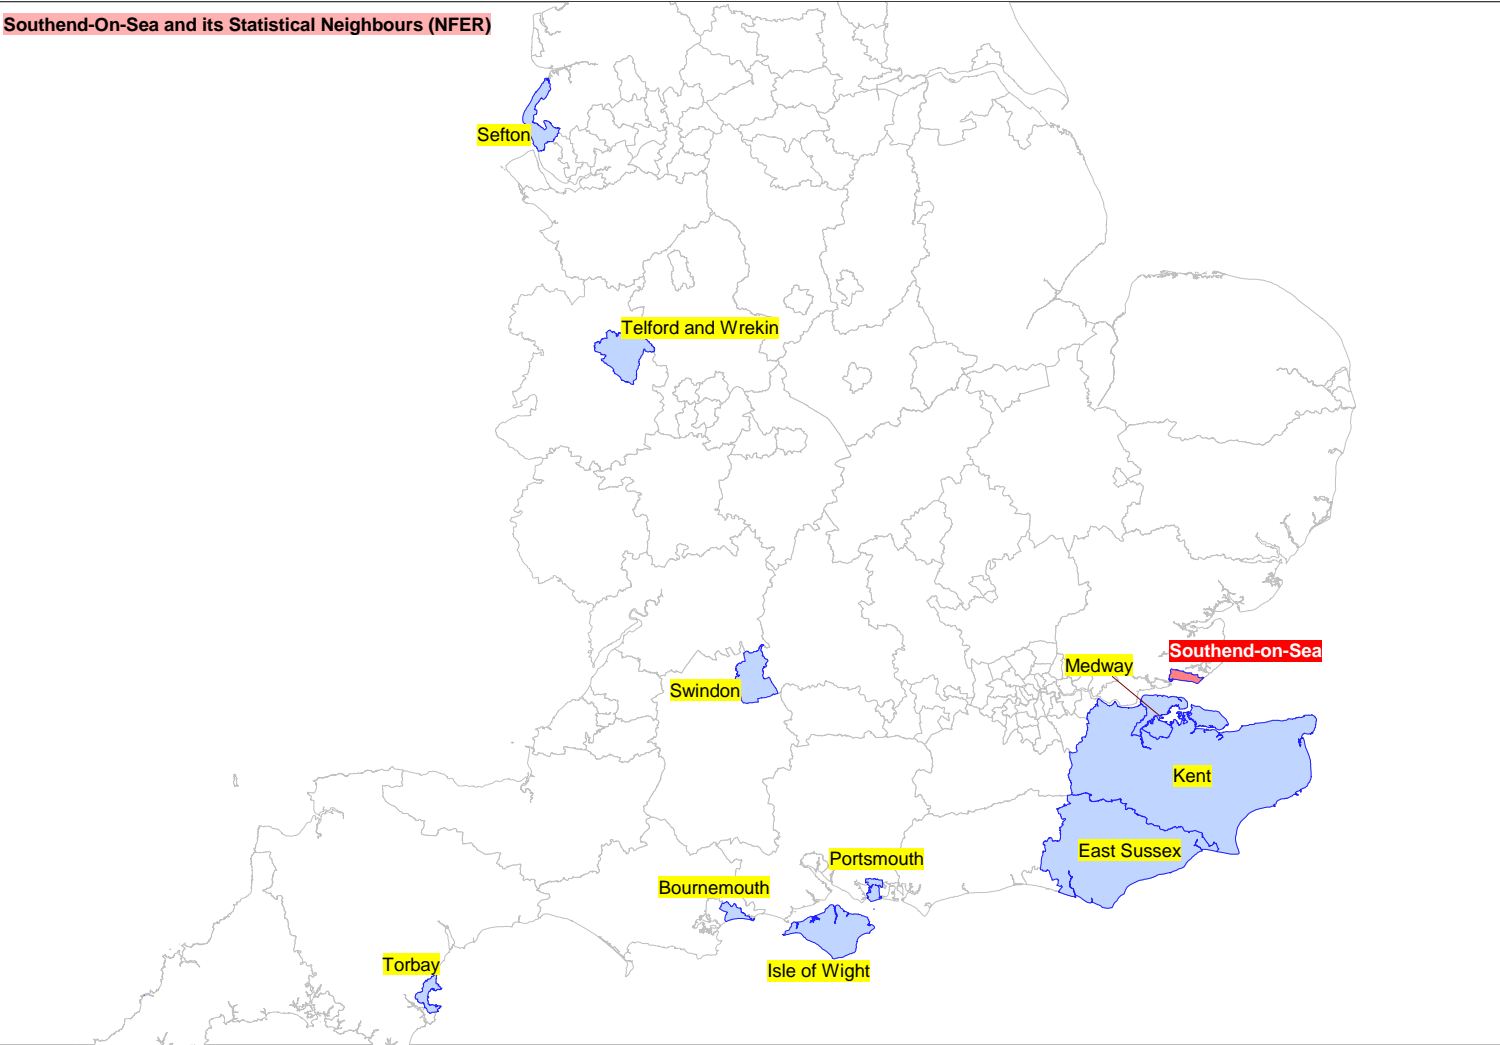 Southend-On-Sea and its Statistical Neighbours (NFER)
Sefton
Telford and Wrekin
Southend-on-Sea
Medway
Swindon
Kent
East Sussex
Portsmouth
Bournemouth
Torbay
Isle of Wight